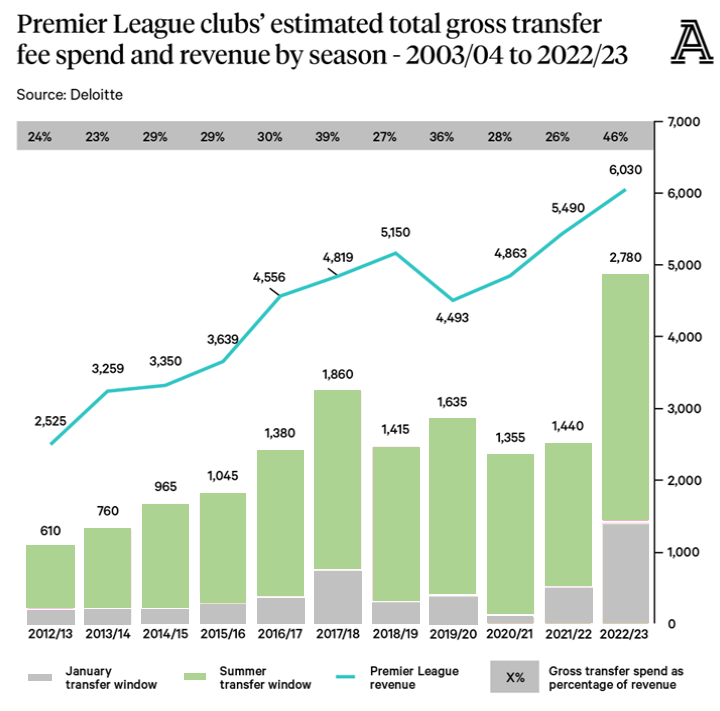 Premier League clubs’ estimated total gross transfer
fee spend and revenue by season - 2003/04 to 2022/23
A
Source: Deloitte
24% 23% 29% 29% 30% 39% 27% 36% 28% 26% 46%
7,000
6,030
6,000
5,490
5,150
4,863
4,819
4,556
4,493
3,639
3,350
3,259
2,525
5,000
4,000
3,000
2,000
1,000
0
610
760
965
1,045
1,380
1,860
1,415
1,635
1,355
1,440
2,780
2012/13 2013/14 2014/15 2015/16 2016/17 2017/18 2018/19 2019/20 2020/21 2021/22 2022/23
January
transfer window
Summer
transfer window
Premier League
revenue
X%
Gross transfer spend as
percentage of revenue